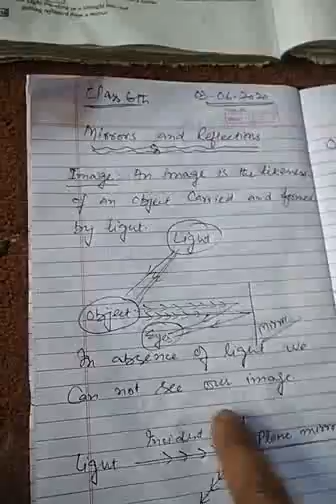 Class 6th
03-06-2020
Mirrors and Reflections
Image: An image is the likeness
of an object Carried and formed
by light.
Light
Object
Eyes
Mirror
In absence of light we
Can not see our image
Incident
Plane mirror
Light